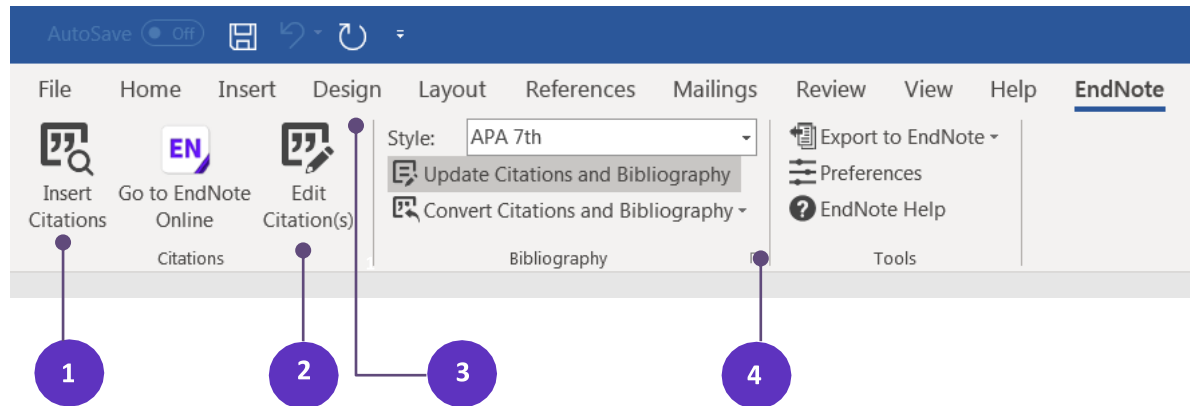 AutoSave Off
File Home Insert Design Layout References Mailings Review View Help EndNote
Insert Citations
EN
Go to EndNote Online
Edit Citation(s)
Citations
Style: APA 7th
Update Citations and Bibliography
Convert Citations and Bibliography
Bibliography
Export to EndNote
Preferences
? EndNote Help
Tools
1 2 3 4